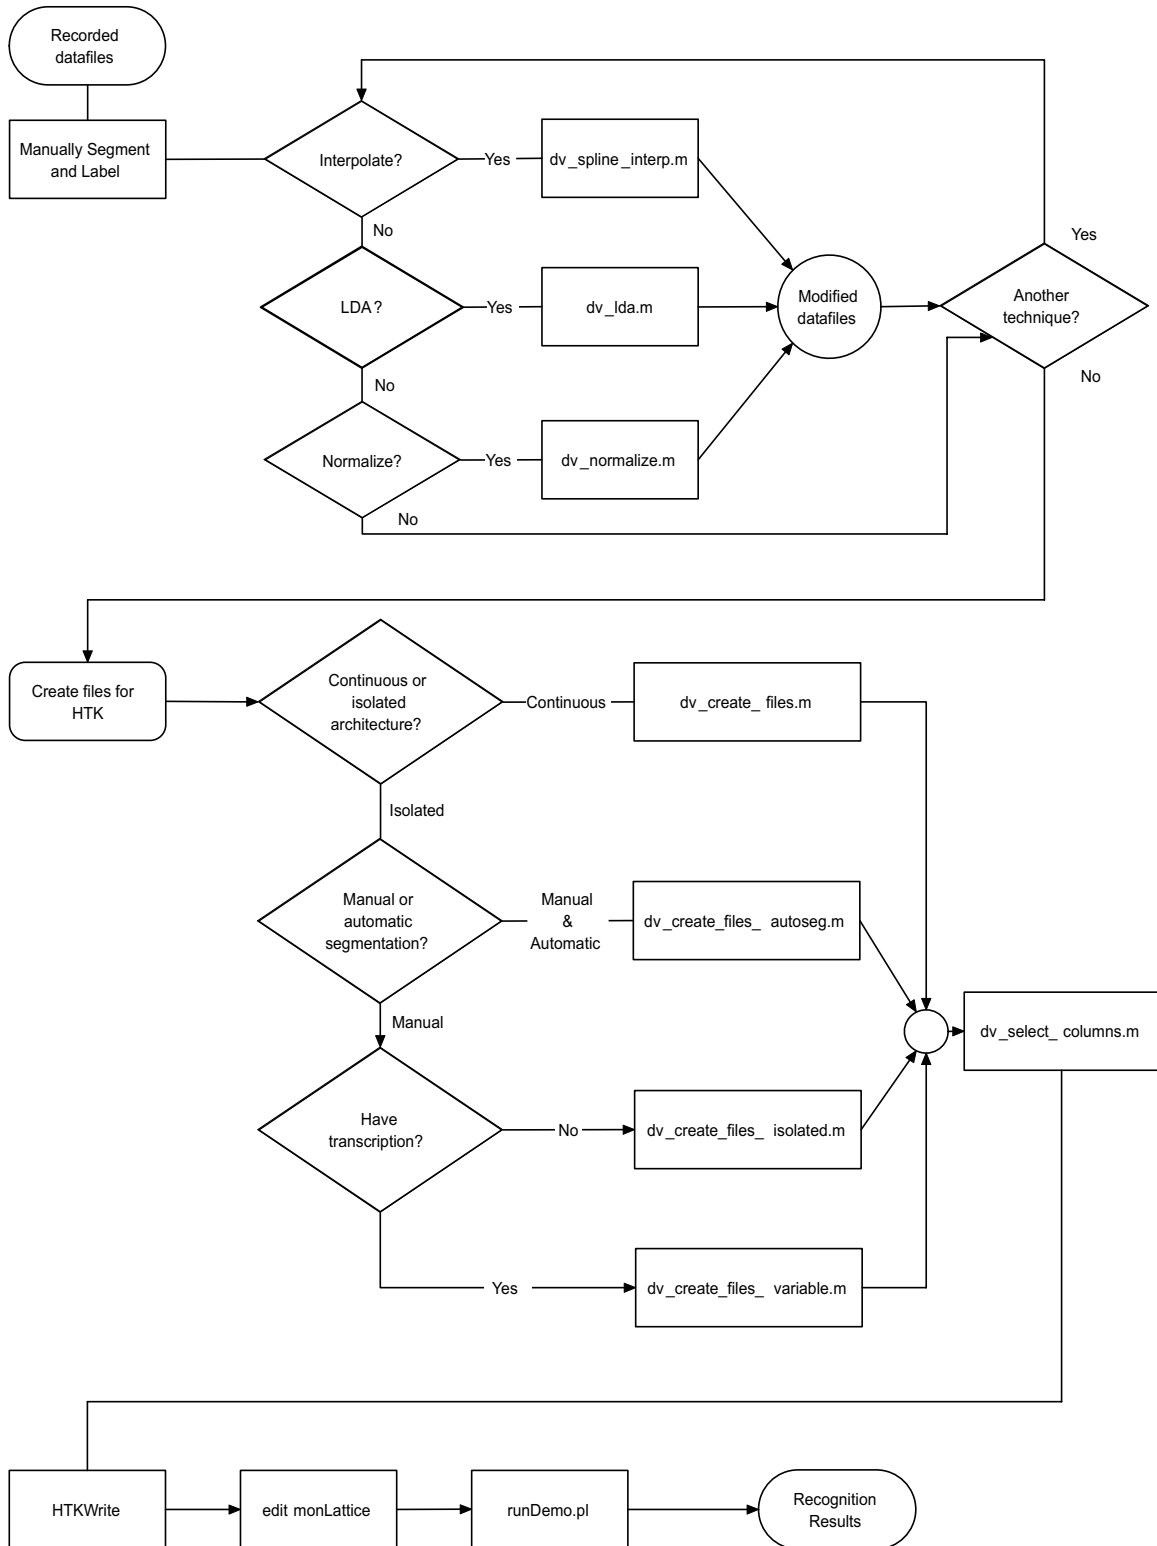 Recorded
datafiles
Manually Segment
and Label
Interpolate?
Yes
dv_spline_interp.m
No
LDA?
Yes
dv_lda.m
Modified
datafiles
Another
technique?
Yes
No
No
Normalize?
Yes
dv_normalize.m
No
Create files for
HTK
Continuous or
isolated
architecture?
Continuous
dv_create_ files.m
Isolated
Manual or
automatic
segmentation?
Manual
&
Automatic
dv_create_files_ autoseg.m
Manual
dv_select_ columns.m
Have
transcription?
No
dv_create_files_ isolated.m
Yes
dv_create_files_ variable.m
HTKWrite
edit monLattice
runDemo.pl
Recognition
Results